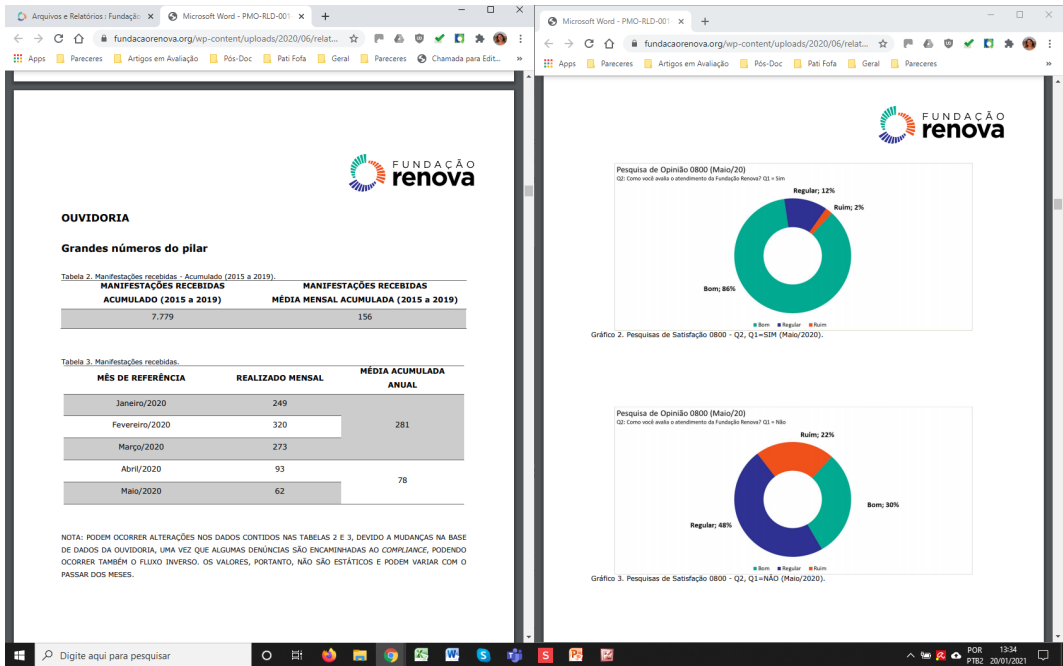 Arquivos e Relatórios : Fundação
Microsoft Word - PMO-RLD-001
fundacaorenova.org/wp-content/uploads/2020/06/relat...
Apps Pareceres Artigos em Avaliação Pós-Doc Pati Fofa Geral Pareceres Chamada para Edit... »
FUNDAÇÃO
renova
OUVIDORIA
Grandes números do pilar
Tabela 2. Manifestações recebidas - Acumulado (2015 a 2019).
MANIFESTAÇÕES RECEBIDAS MANIFESTAÇÕES RECEBIDAS
ACUMULADO (2015 a 2019) MÉDIA MENSAL ACUMULADA (2015 a 2019)
7.779 156
Tabela 3. Manifestações recebidas.
MÊS DE REFERÊNCIA REALIZADO MENSAL MÉDIA ACUMULADA
ANUAL
Janeiro/2020 249
Fevereiro/2020 320 281
Março/2020 273
Abril/2020 93
78
Maio/2020 62
NOTA: PODEM OCORRER ALTERAÇÕES NOS DADOS CONTIDOS NAS TABELAS 2 E 3, DEVIDO A MUDANÇAS NA BASE
DE DADOS DA OUVIDORIA, UMA VEZ QUE ALGUMAS DENÚNCIAS SÃO ENCAMINHADAS AO COMPLIANCE, PODENDO
OCORRER TAMBÉM O FLUXO INVERSO. OS VALORES, PORTANTO, NÃO SÃO ESTÁTICOS E PODEM VARIAR COM O
PASSAR DOS MESES.
Microsoft Word - PMO-RLD-001
fundacaorenova.org/wp-content/uploads/2020/06/relat...
Apps Pareceres Artigos em Avaliação Pós-Doc Pati Fofa Geral Pareceres »
FUNDAÇÃO
renova
Pesquisa de Opinião 0800 (Maio/20)
Q2: Como você avalia o atendimento da Fundação Renova? Q1 = Sim
Regular; 12%
Ruim; 2%
Bom; 86%
Bom Regular Ruim
Gráfico 2. Pesquisas de Satisfação 0800 - Q2, Q1=SIM (Maio/2020).
Pesquisa de Opinião 0800 (Maio/20)
Q2: Como você avalia o atendimento da Fundação Renova? Q1 = Não
Ruim; 22%
Bom; 30%
Regular; 48%
Bom Regular Ruim
Gráfico 3. Pesquisas de Satisfação 0800 - Q2, Q1=NÃO (Maio/2020).
Digite aqui para pesquisar
POR 13:34
PTB2 20/01/2021